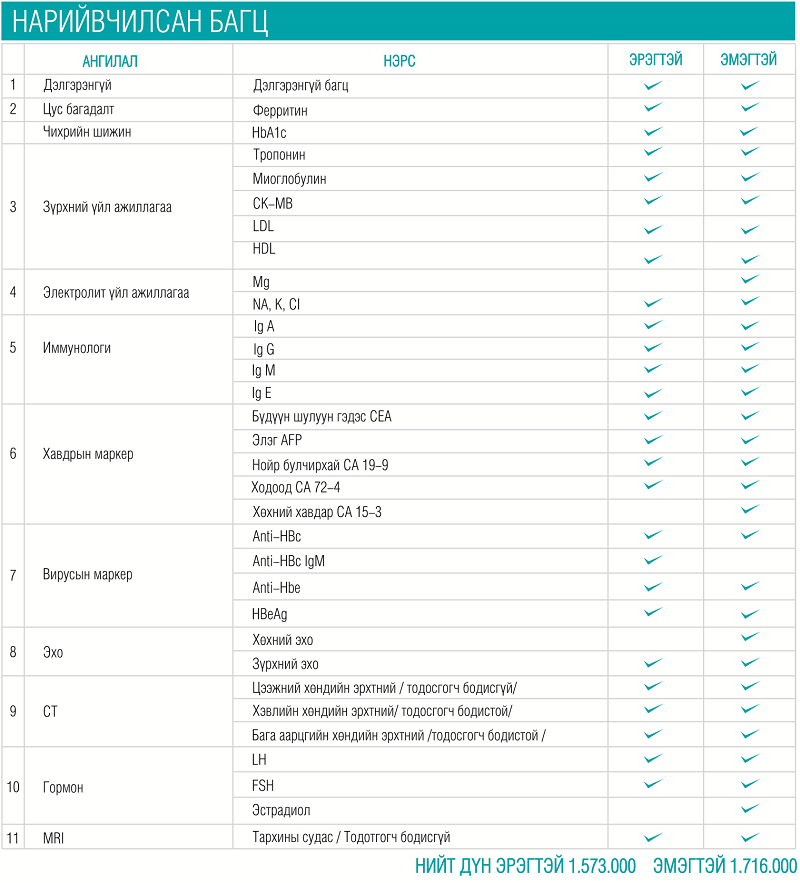 НАРИЙВЧИЛСАН БАГЦ
АНГИЛАЛ НЭРС ЭРЭГТЭЙ ЭМЭГТЭЙ
1 Дэлгэрэнгүй Дэлгэрэнгүй багц ✓ ✓
2 Цус багадалт Ферритин ✓ ✓
Чихрийн шижин HbA1c ✓ ✓
Тропонин ✓ ✓
Миоглобулин ✓ ✓
3 Зүрхний үйл ажиллагаа CK-MB ✓ ✓
LDL ✓ ✓
HDL ✓ ✓
4 Электролит үйл ажиллагаа Mg ✓
NA, K, Cl ✓ ✓
Ig A ✓ ✓
5 Иммунологи Ig G ✓ ✓
Ig M ✓ ✓
Ig E ✓ ✓
Бүдүүн шулуун гэдэс CEA ✓ ✓
Элэг AFP ✓ ✓
6 Хавдрын маркер Нойр булчирхай CA 19-9 ✓ ✓
Ходоод CA 72-4 ✓ ✓
Хөхний хавдар CA 15-3 ✓
Anti-HBc ✓ ✓
Anti-HBc IgM ✓
7 Вирусын маркер Anti-Hbe ✓ ✓
HBeAg ✓ ✓
8 Эхо Хөхний эхо ✓
Зүрхний эхо ✓ ✓
Цээжний хөндийн эрхтний / тодосгогч бодисгүй/ ✓ ✓
9 CT Хэвлийн хөндийн эрхтний/ тодосгогч бодистой/ ✓ ✓
Бага аарцгийн хөндийн эрхтний /тодосгогч бодистой / ✓ ✓
LH ✓ ✓
10 Гормон FSH ✓ ✓
Эстрадиол ✓
11 MRI Тархины судас / Тодотгогч бодисгүй ✓ ✓
НИЙТ ДҮН ЭРЭГТЭЙ 1.573.000 ЭМЭГТЭЙ 1.716.000